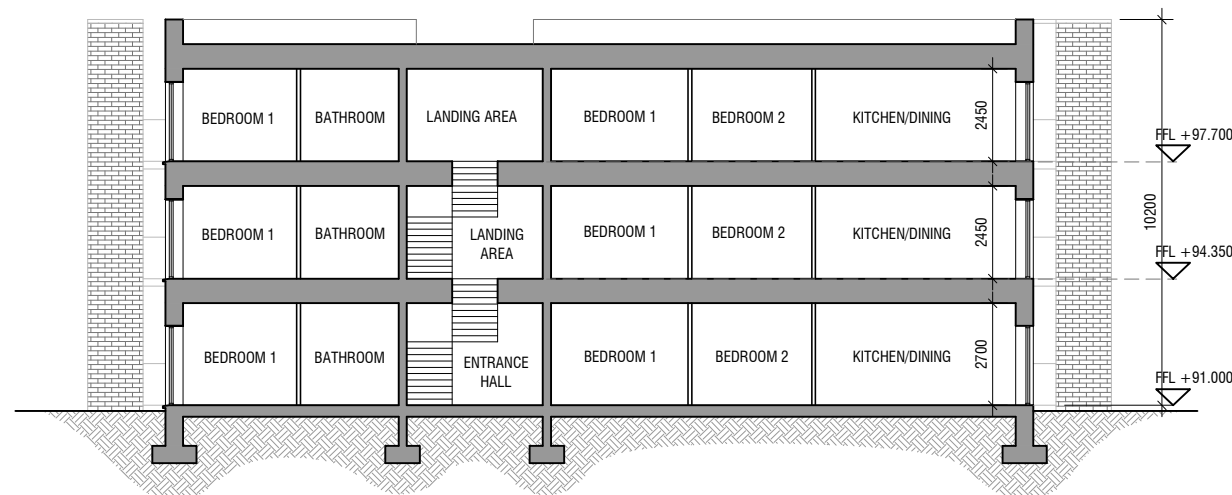 BEDROOM 1
BATHROOM
LANDING AREA
BEDROOM 1
BEDROOM 2
KITCHEN/DINING
2450
FFL +97.700
BEDROOM 1
BATHROOM
LANDING
AREA
BEDROOM 1
BEDROOM 2
KITCHEN/DINING
2450
10200
FFL +94.350
BEDROOM 1
BATHROOM
ENTRANCE
HALL
BEDROOM 1
BEDROOM 2
KITCHEN/DINING
2700
FFL +91.000